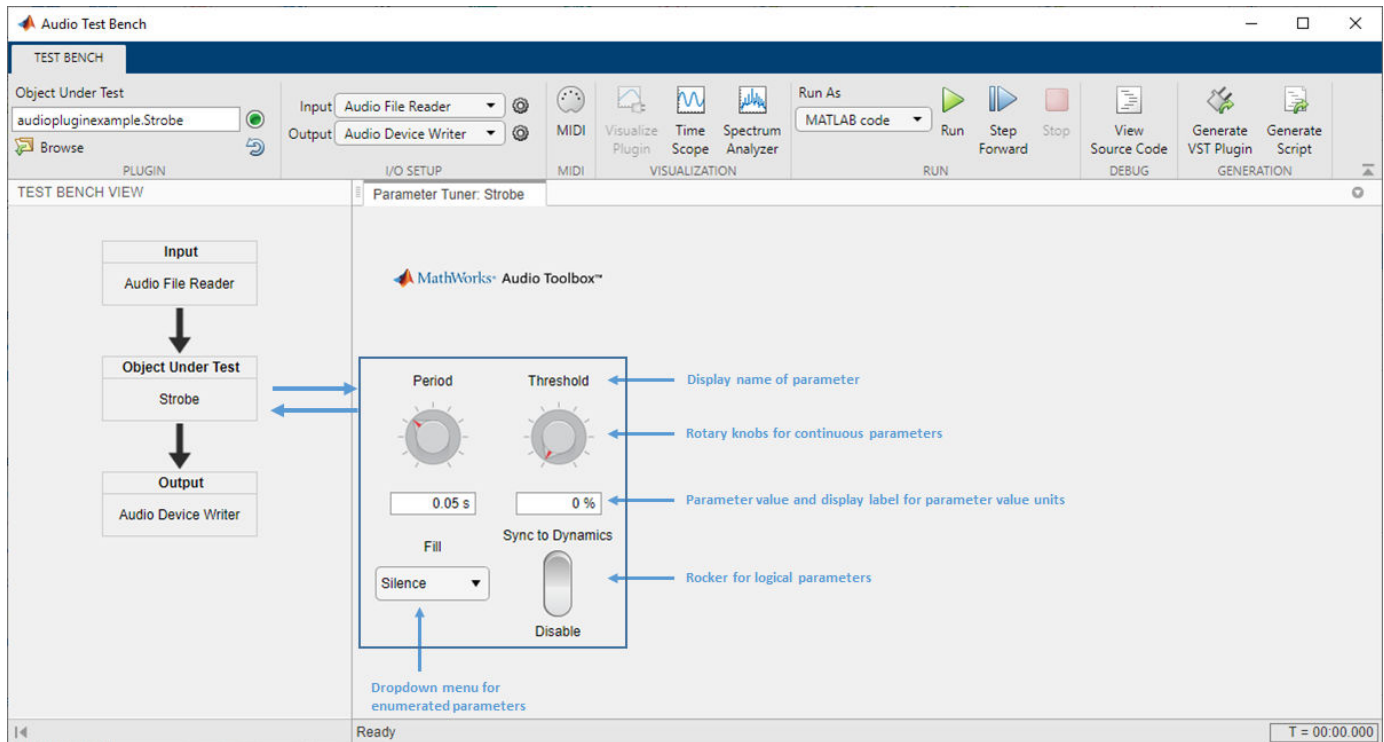 Audio Test Bench
TEST BENCH
Object Under Test
audiopluginexample.Strobe
Browse
PLUGIN
Input
Audio File Reader
Output
Audio Device Writer
I/O SETUP
MIDI
MIDI
Visualize
Plugin
Time
Scope
Spectrum
Analyzer
VISUALIZATION
Run As
MATLAB code
Run
Step
Forward
Stop
RUN
View
Source Code
DEBUG
Generate
VST Plugin
Generate
Script
GENERATION
TEST BENCH VIEW
Parameter Tuner: Strobe
Input
Audio File Reader
Object Under Test
Strobe
Output
Audio Device Writer
MathWorks® Audio Toolbox™
Period
Threshold
Display name of parameter
Rotary knobs for continuous parameters
0.05 s
0 %
Parameter value and display label for parameter value units
Fill
Sync to Dynamics
Silence
Rocker for logical parameters
Disable
Dropdown menu for
enumerated parameters
Ready
T = 00:00.000